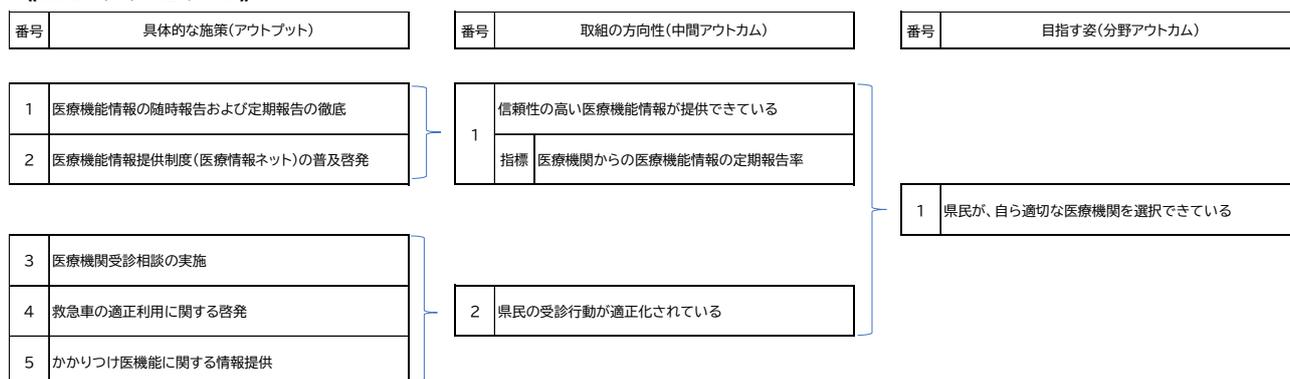 番号 具体的な施策(アウトプット) 番号 取組の方向性(中間アウトカム) 番号 目指す姿(分野アウトカム)
1 医療機能情報の随時報告および定期報告の徹底
2 医療機能情報提供制度(医療情報ネット)の普及啓発
1 信頼性の高い医療機能情報が提供できている
指標 医療機関からの医療機能情報の定期報告率
1 県民が、自ら適切な医療機関を選択できている
3 医療機関受診相談の実施
4 救急車の適正利用に関する啓発
5 かかりつけ医機能に関する情報提供
2 県民の受診行動が適正化されている